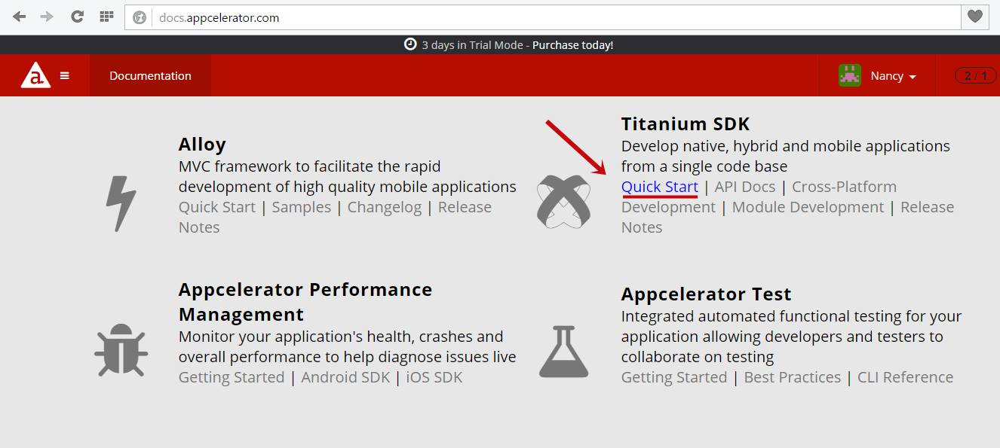 docs.appcelerator.com
3 days in Trial Mode - Purchase today!
a
Documentation
Nancy
2 / 1
Alloy
MVC framework to facilitate the rapid
development of high quality mobile applications
Quick Start | Samples | Changelog | Release
Notes
Titanium SDK
Develop native, hybrid and mobile applications
from a single code base
Quick Start | API Docs | Cross-Platform
Development | Module Development | Release
Notes
Appcelerator Performance
Management
Monitor your application's health, crashes and
overall performance to help diagnose issues live
Getting Started | Android SDK | iOS SDK
Appcelerator Test
Integrated automated functional testing for your
application allowing developers and testers to
collaborate on testing
Getting Started | Best Practices | CLI Reference